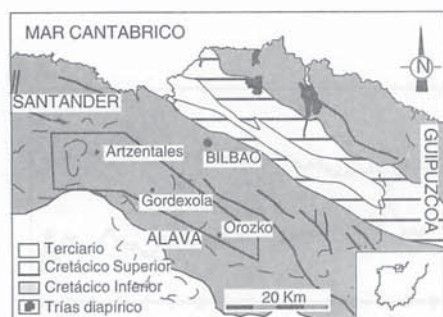 MAR CANTABRICO
N
SANTANDER
GUIPUZCOA
Artzentales
BILBAO
Gordexola
Orozko
ALAVA
Terciario
Cretácico Superior
Cretácico Inferior
Trías diapírico
20 Km